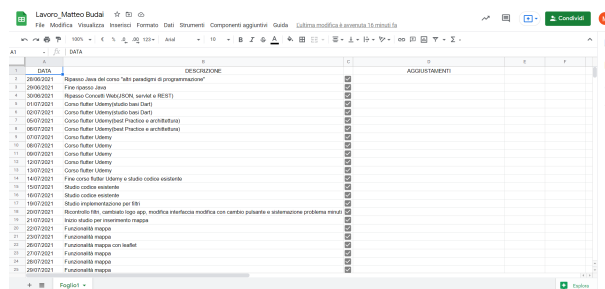 Lavoro_Matteo Budai
File Modifica Visualizza Inserisci Formato Dati Strumenti Componenti aggiuntivi Guida L'ultima modifica è avvenuta 16 minuti fa
Condividi
100% € % .0 .00 123 Arial 10 B I S A
A1 fx DATA
A B C D E F
1 DATA DESCRIZIONE AGGIUSTAMENTI
2 28/06/2021 Ripasso Java del corso "altri paradigmi di programmazione"
3 29/06/2021 Fine ripasso Java
4 30/06/2021 Ripasso Concetti Web(JSON, servlet e REST)
5 01/07/2021 Corso flutter Udemy(studio basi Dart)
6 02/07/2021 Corso flutter Udemy(studio basi Dart)
7 05/07/2021 Corso flutter Udemy(best Practice e architettura)
8 06/07/2021 Corso flutter Udemy(best Practice e architettura)
9 07/07/2021 Corso flutter Udemy
10 08/07/2021 Corso flutter Udemy
11 09/07/2021 Corso flutter Udemy
12 12/07/2021 Corso flutter Udemy
13 13/07/2021 Corso flutter Udemy
14 14/07/2021 Fine corso flutter Udemy e studio codice esistente
15 15/07/2021 Studio codice esistente
16 16/07/2021 Studio codice esistente
17 19/07/2021 Studio implementazione per filtri
18 20/07/2021 Ricontrollo filtri, cambiato logo app, modifica interfaccia modifica con cambio pulsante e sistemazione problema minuti
19 21/07/2021 Inizio studio per inserimento mappa
20 22/07/2021 Funzionalità mappa
21 23/07/2021 Funzionalità mappa
22 26/07/2021 Funzionalità mappa con leaflet
23 27/07/2021 Funzionalità mappa
24 28/07/2021 Funzionalità mappa
25 29/07/2021 Funzionalità mappa
Foglio1
Esplora